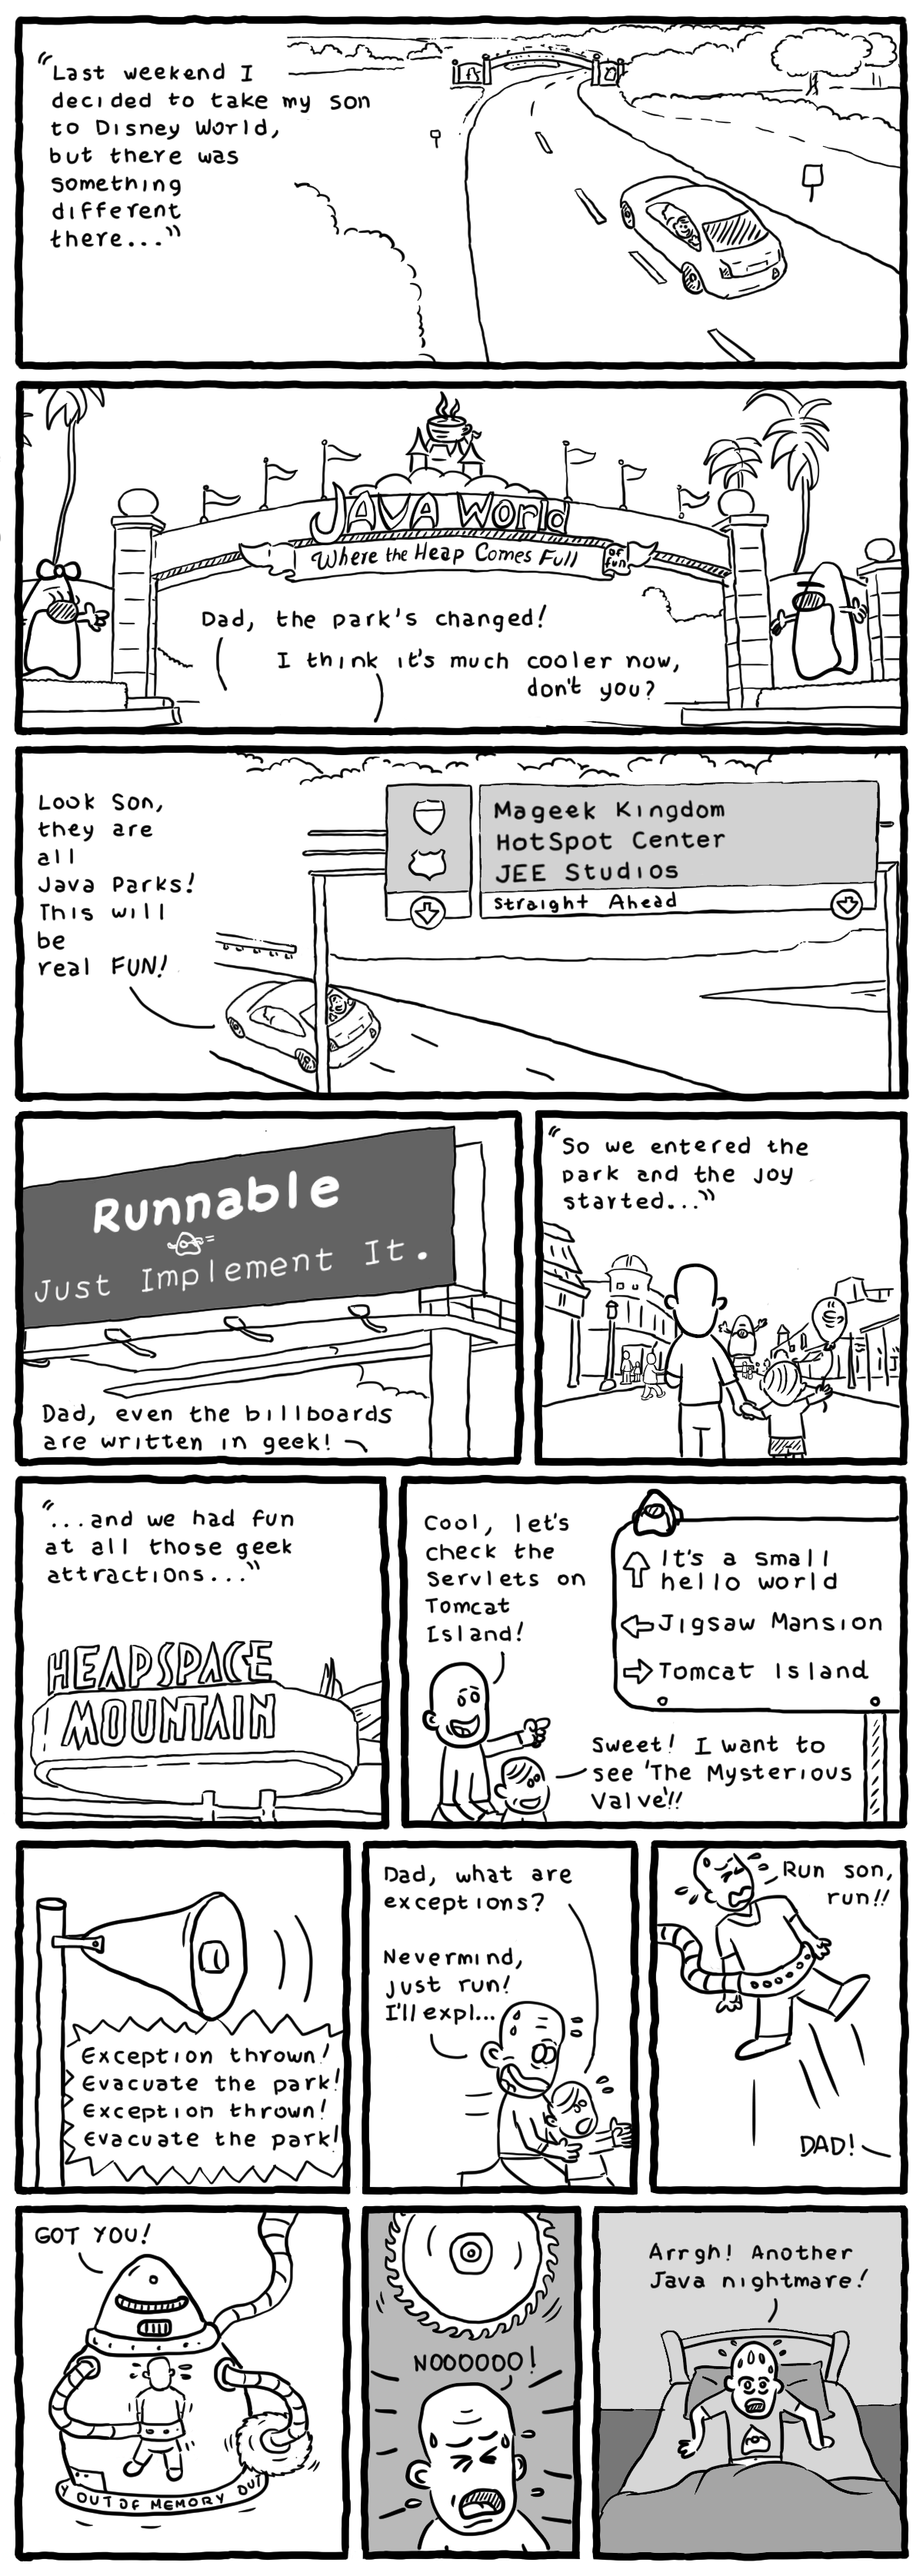 "Last weekend I
decided to take my son
to Disney World,
but there was
something
different
there..."
JAVA World
Where the Heap Comes Full
of fun
Dad, the park's changed!
I think it's much cooler now,
don't you?
Look Son,
they are
all
Java Parks!
This will
be
real FUN!
Mageek Kingdom
HotSpot Center
JEE Studios
Straight Ahead
Runnable
Just Implement It.
Dad, even the billboards
are written in geek!
"So we entered the
park and the joy
started..."
"...and we had fun
at all those geek
attractions..."
HEAPSPACE
MOUNTAIN
Cool, let's
check the
Servlets on
Tomcat
Island!
It's a small
hello world
Jigsaw Mansion
Tomcat Island
Sweet! I want to
see 'The Mysterious
Valve'!!
Exception thrown!
Evacuate the park!
Exception thrown!
Evacuate the park!
Dad, what are
exceptions?
Nevermind,
just run!
I'll expl...
Run son,
run!!
DAD!
GOT YOU!
Y OUT OF MEMORY OUT
NOOOOOO!
Arrgh! Another
Java nightmare!